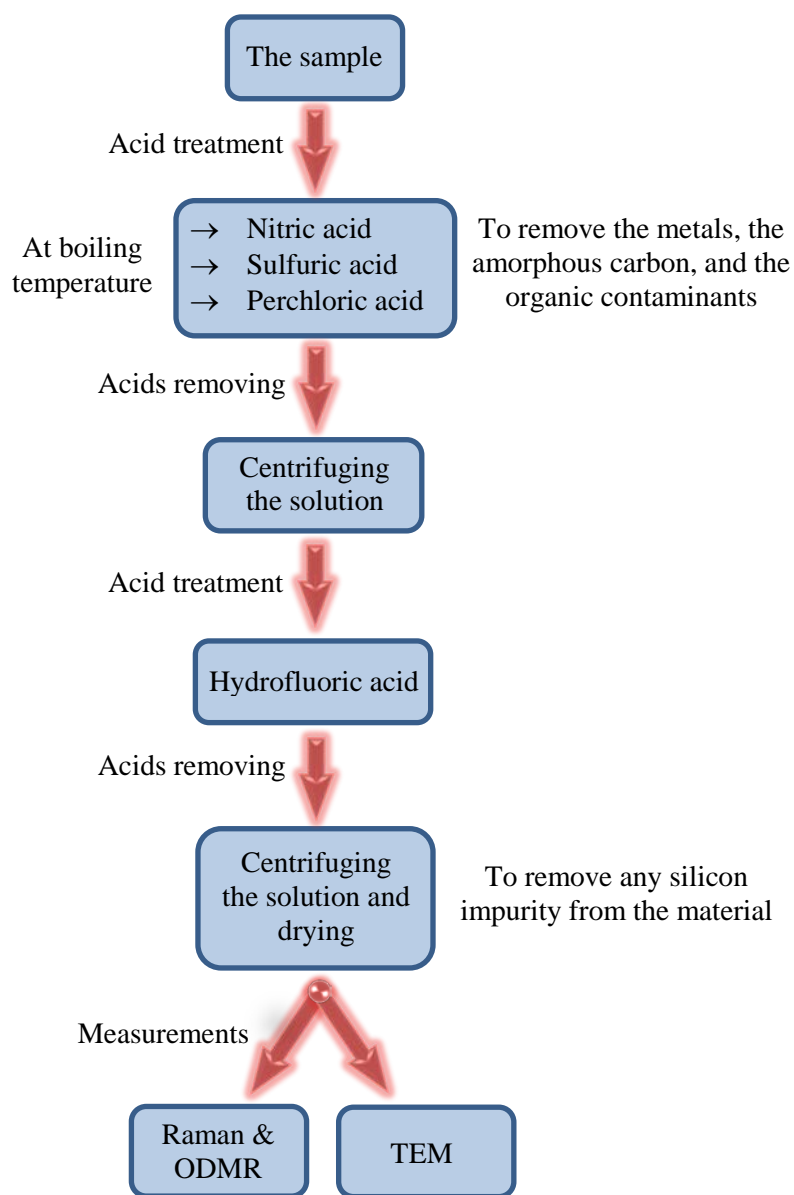 The sample
Acid treatment
At boiling
temperature
→ Nitric acid
→ Sulfuric acid
→ Perchloric acid
To remove the metals, the
amorphous carbon, and the
organic contaminants
Acids removing
Centrifuging
the solution
Acid treatment
Hydrofluoric acid
Acids removing
Centrifuging
the solution and
drying
To remove any silicon
impurity from the material
Measurements
Raman &
ODMR
TEM